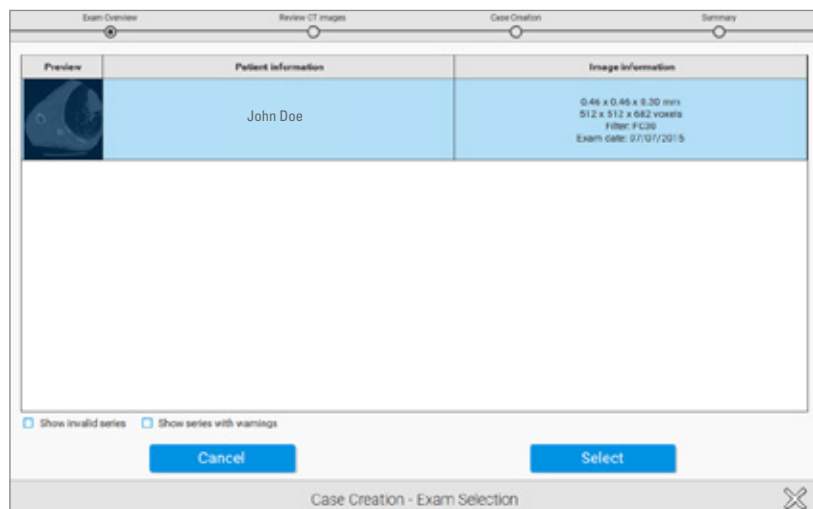 Exam Overview
Review CT images
Case Creation
Summary
Preview
Patient information
Image information
John Doe
0.46 x 0.46 x 0.30 mm
512 x 512 x 682 voxels
Filter: FC30
Exam date: 07/07/2015
Show invalid series
Show series with warnings
Cancel
Select
Case Creation - Exam Selection